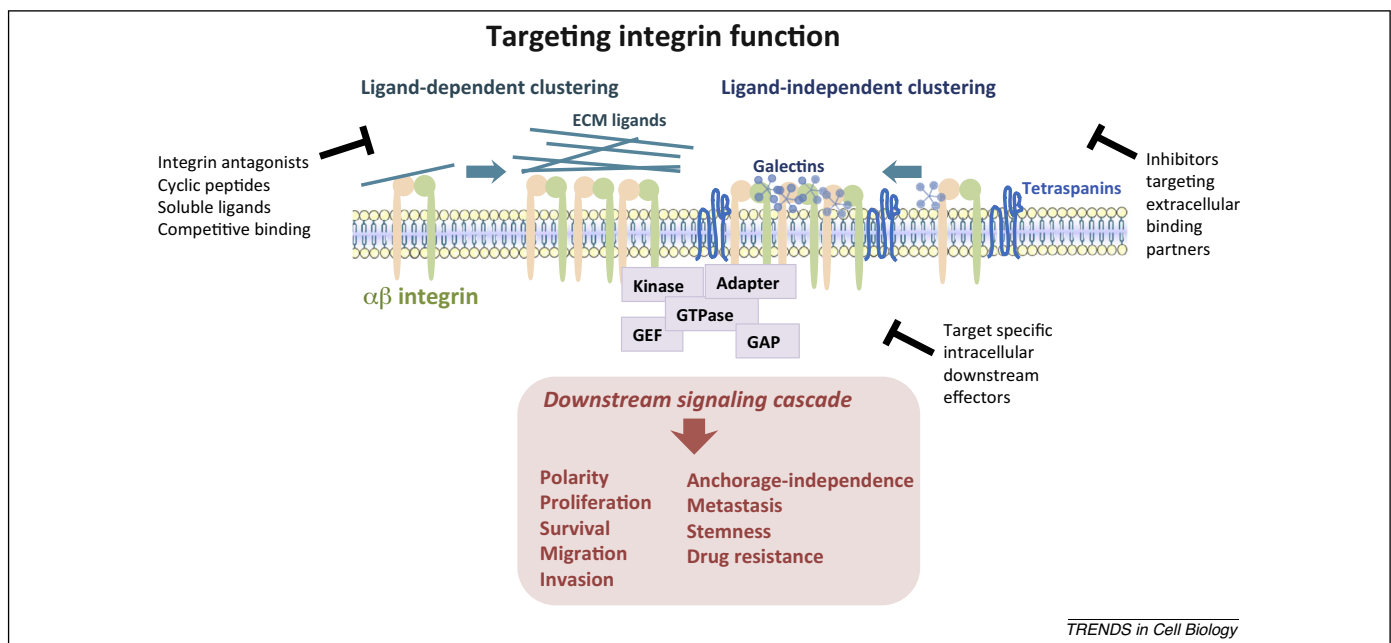 Targeting integrin function
Ligand-dependent clustering
Ligand-independent clustering
ECM ligands
Integrin antagonists
Cyclic peptides
Soluble ligands
Competitive binding
Galectins
Tetraspanins
Inhibitors
targeting
extracellular
binding
partners
αβ integrin
Kinase
Adapter
GTPase
GEF
GAP
Target specific
intracellular
downstream
effectors
Downstream signaling cascade
Polarity
Proliferation
Survival
Migration
Invasion
Anchorage-independence
Metastasis
Stemness
Drug resistance
TRENDS in Cell Biology